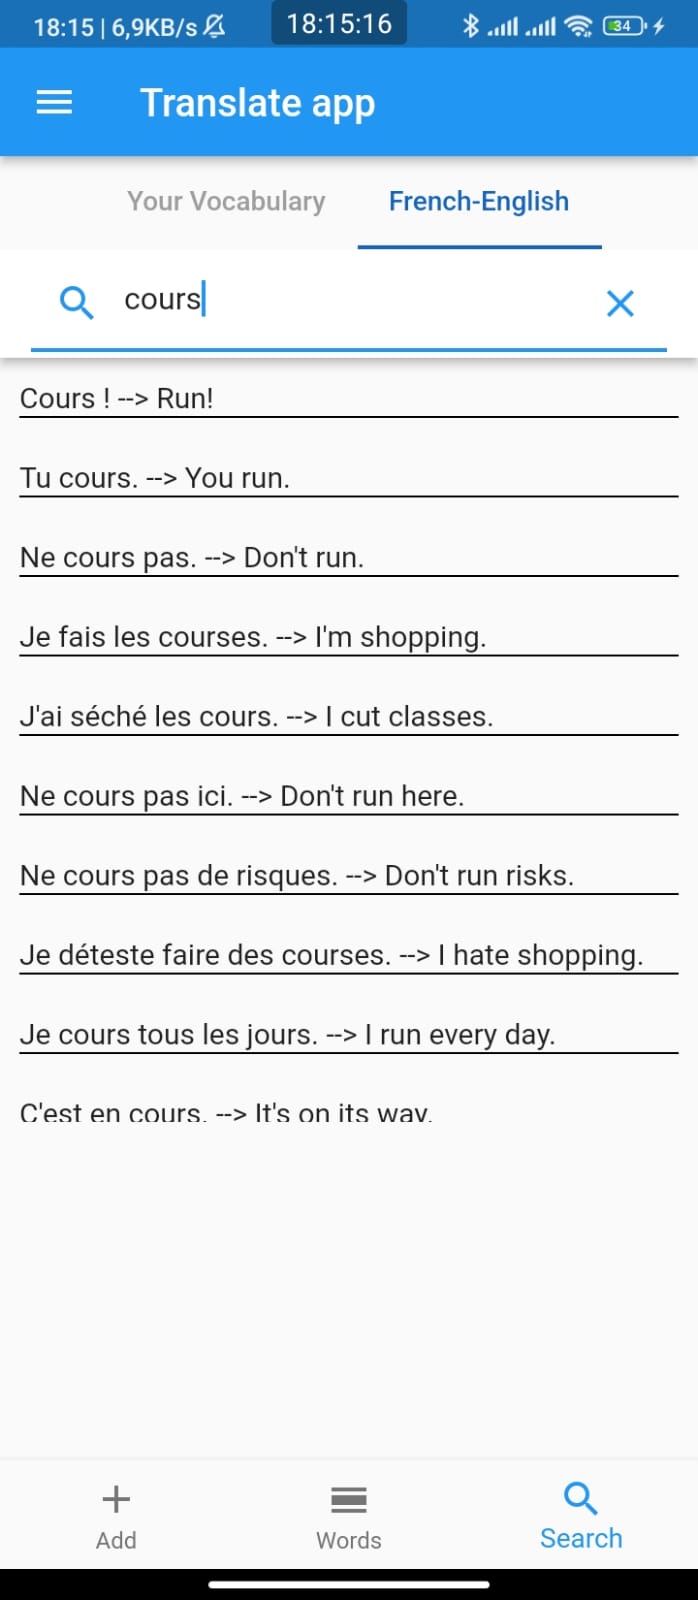 18:15 | 6,9KB/s 18:15:16 34
Translate app
Your Vocabulary French-English
cours
Cours ! --> Run!
Tu cours. --> You run.
Ne cours pas. --> Don't run.
Je fais les courses. --> I'm shopping.
J'ai séché les cours. --> I cut classes.
Ne cours pas ici. --> Don't run here.
Ne cours pas de risques. --> Don't run risks.
Je déteste faire des courses. --> I hate shopping.
Je cours tous les jours. --> I run every day.
C'est en cours. --> It's on its way.
Add Words Search